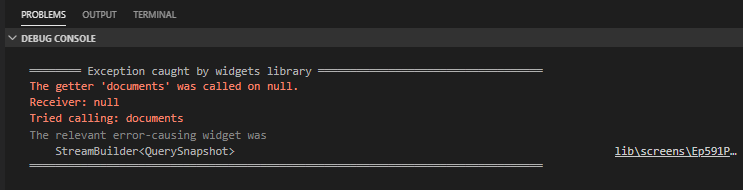 PROBLEMS OUTPUT TERMINAL
DEBUG CONSOLE
════════ Exception caught by widgets library ═══════════════════════════════════
The getter 'documents' was called on null.
Receiver: null
Tried calling: documents
The relevant error-causing widget was
StreamBuilder<QuerySnapshot> lib\screens\Ep591P…
════════════════════════════════════════════════════════════════════════════════